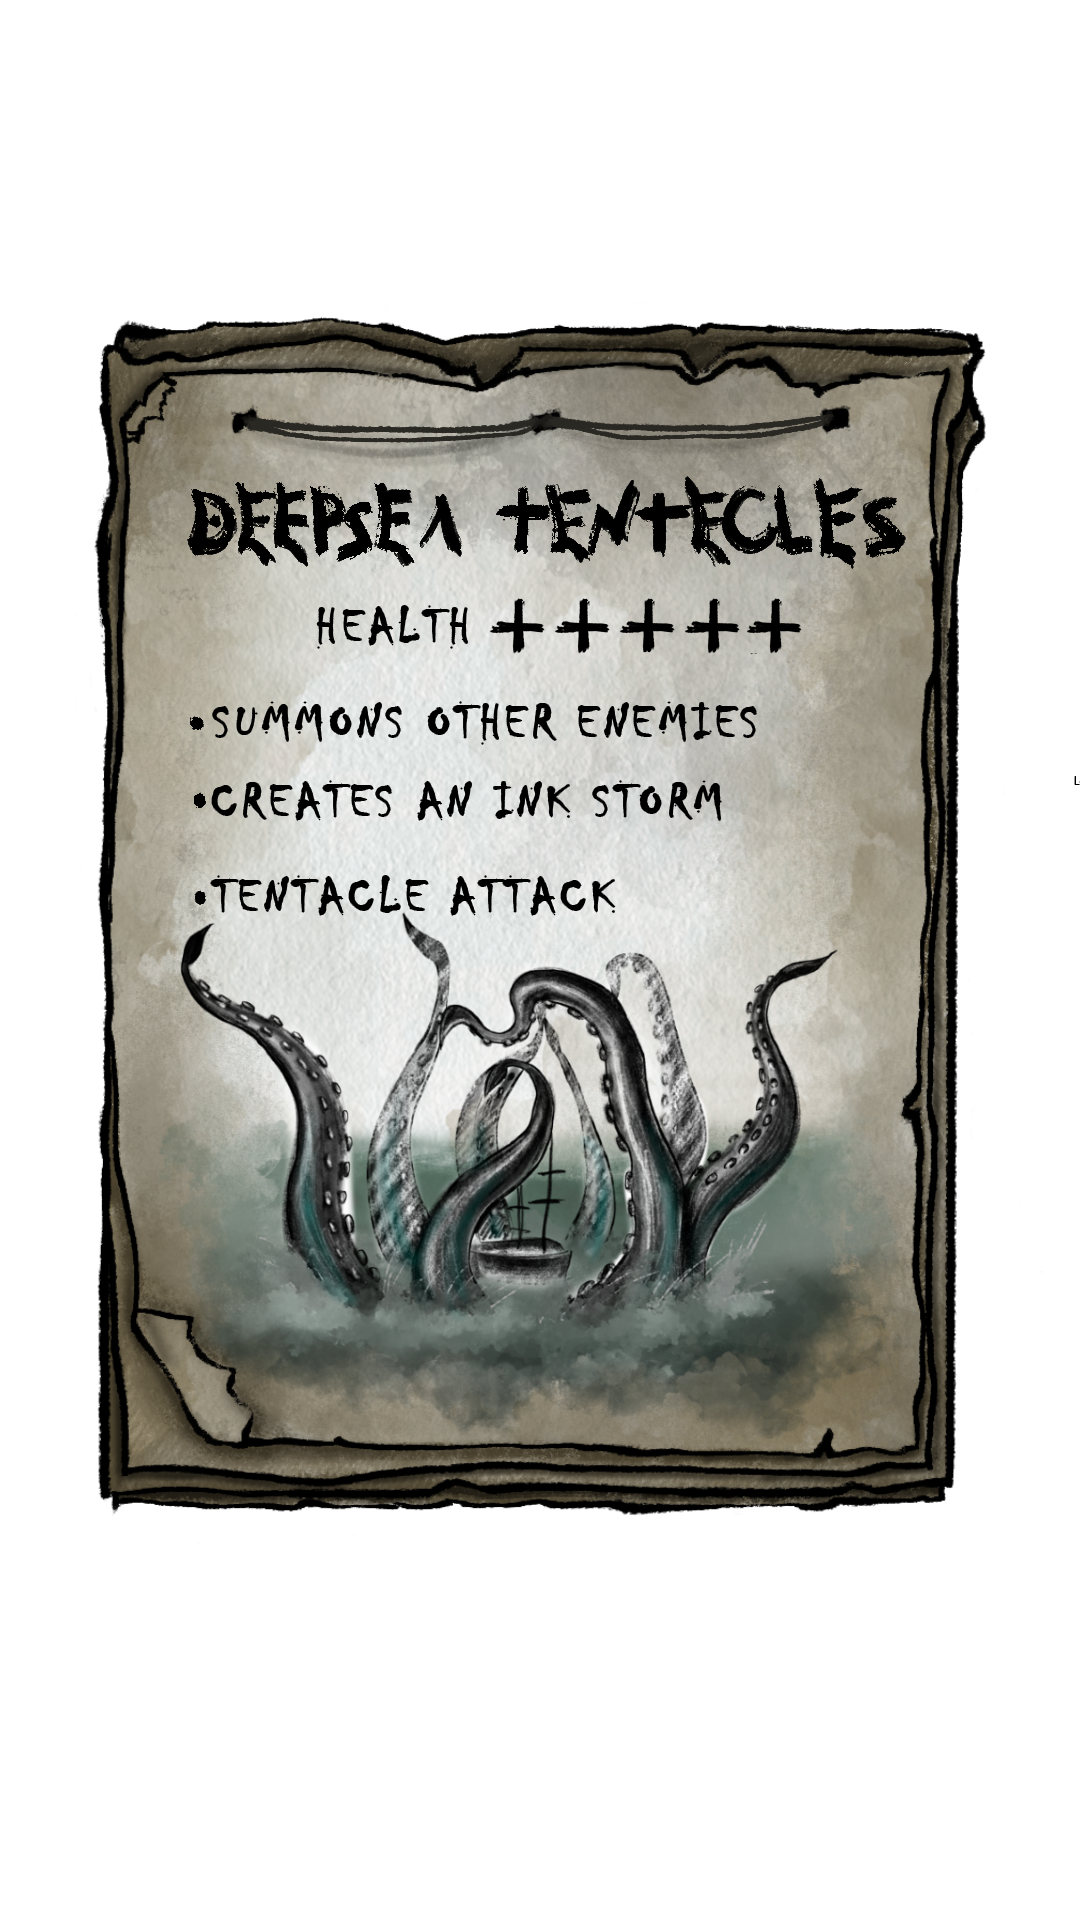 DEEPSEA TENTECLES
HEALTH +++++
•SUMMONS OTHER ENEMIES
•CREATES AN INK STORM
•TENTACLE ATTACK